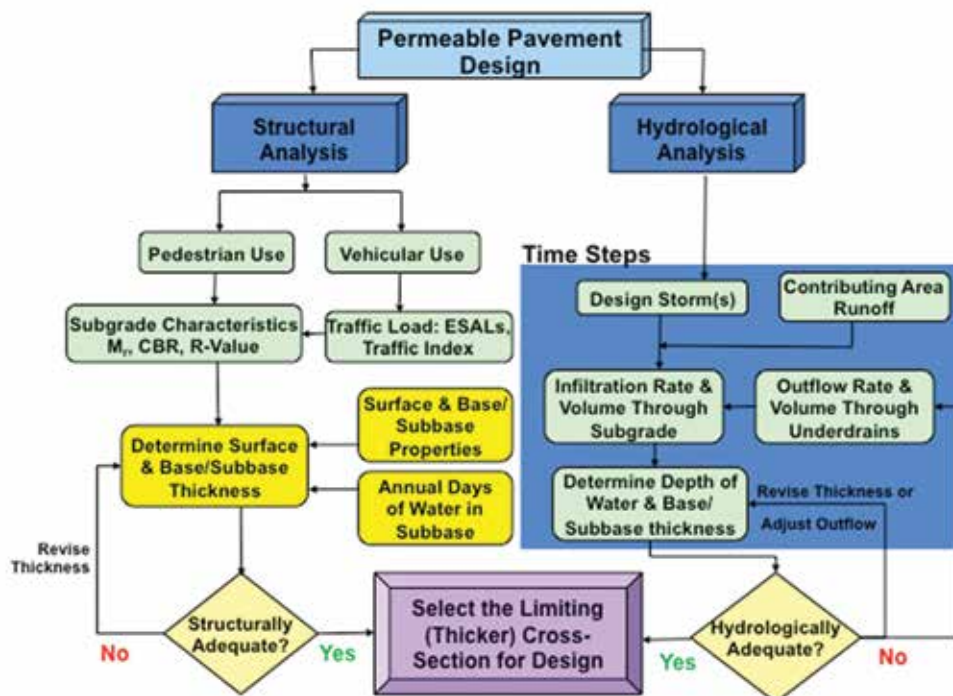 Permeable Pavement
Design
Structural
Analysis
Hydrological
Analysis
Pedestrian Use
Vehicular Use
Time Steps
Design Storm(s)
Contributing Area
Runoff
Subgrade Characteristics
Mr, CBR, R-Value
Traffic Load: ESALs,
Traffic Index
Infiltration Rate &
Volume Through
Subgrade
Outflow Rate &
Volume Through
Underdrains
Surface & Base/
Subbase
Properties
Determine Surface
& Base/Subbase
Thickness
Annual Days
of Water in
Subbase
Determine Depth of
Water & Base/
Subbase thickness
Revise Thickness or
Adjust Outflow
Revise
Thickness
Structurally
Adequate?
No
Yes
Select the Limiting
(Thicker) Cross-
Section for Design
Hydrologically
Adequate?
Yes
No